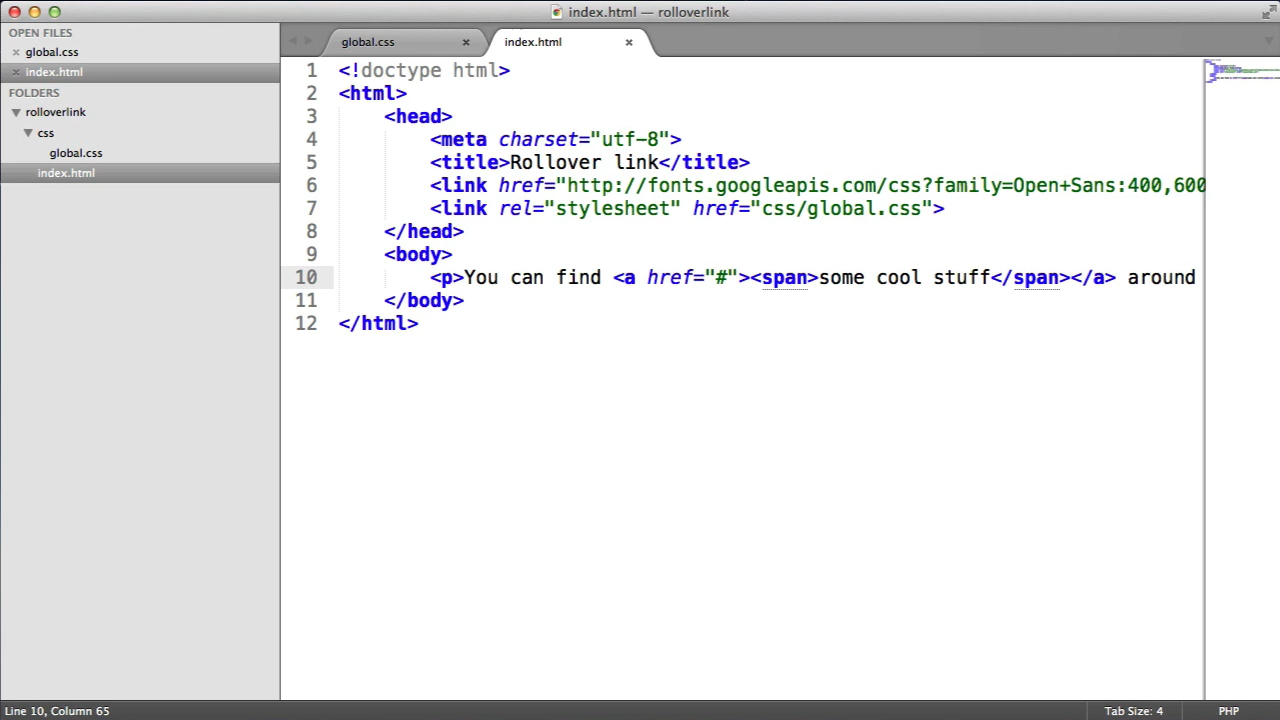 index.html — rolloverlink
OPEN FILES
global.css
index.html
FOLDERS
rolloverlink
css
global.css
index.html
global.css
index.html
1 <!doctype html>
2 <html>
3 <head>
4 <meta charset="utf-8">
5 <title>Rollover link</title>
6 <link href="http://fonts.googleapis.com/css?family=Open+Sans:400,600
7 <link rel="stylesheet" href="css/global.css">
8 </head>
9 <body>
10 <p>You can find <a href="#"><span>some cool stuff</span></a> around
11 </body>
12 </html>
Line 10, Column 65
Tab Size: 4
PHP